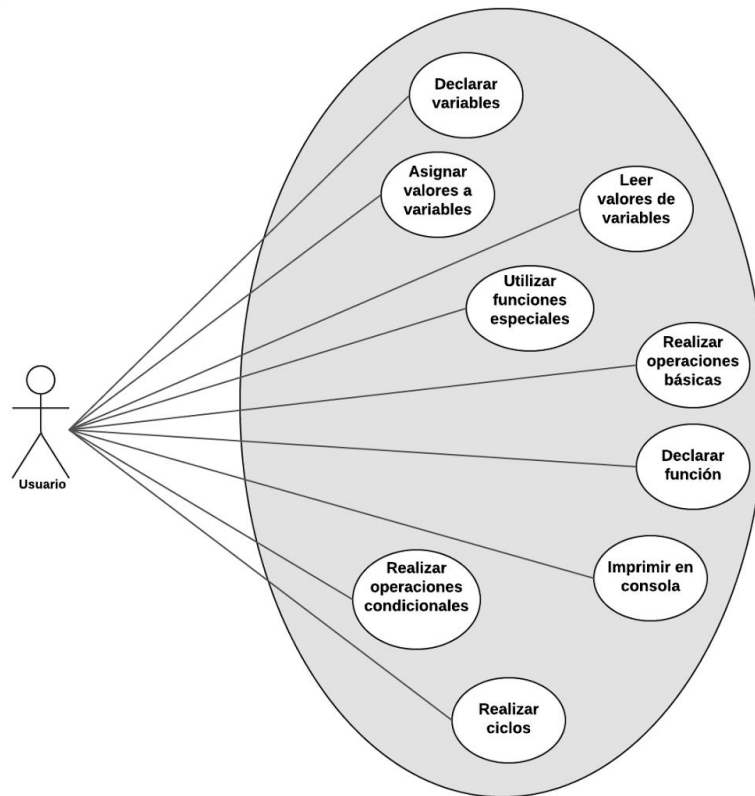 Declarar
variables
Asignar
valores a
variables
Leer
valores de
variables
Utilizar
funciones
especiales
Realizar
operaciones
básicas
Usuario
Declarar
función
Realizar
operaciones
condicionales
Imprimir en
consola
Realizar
ciclos